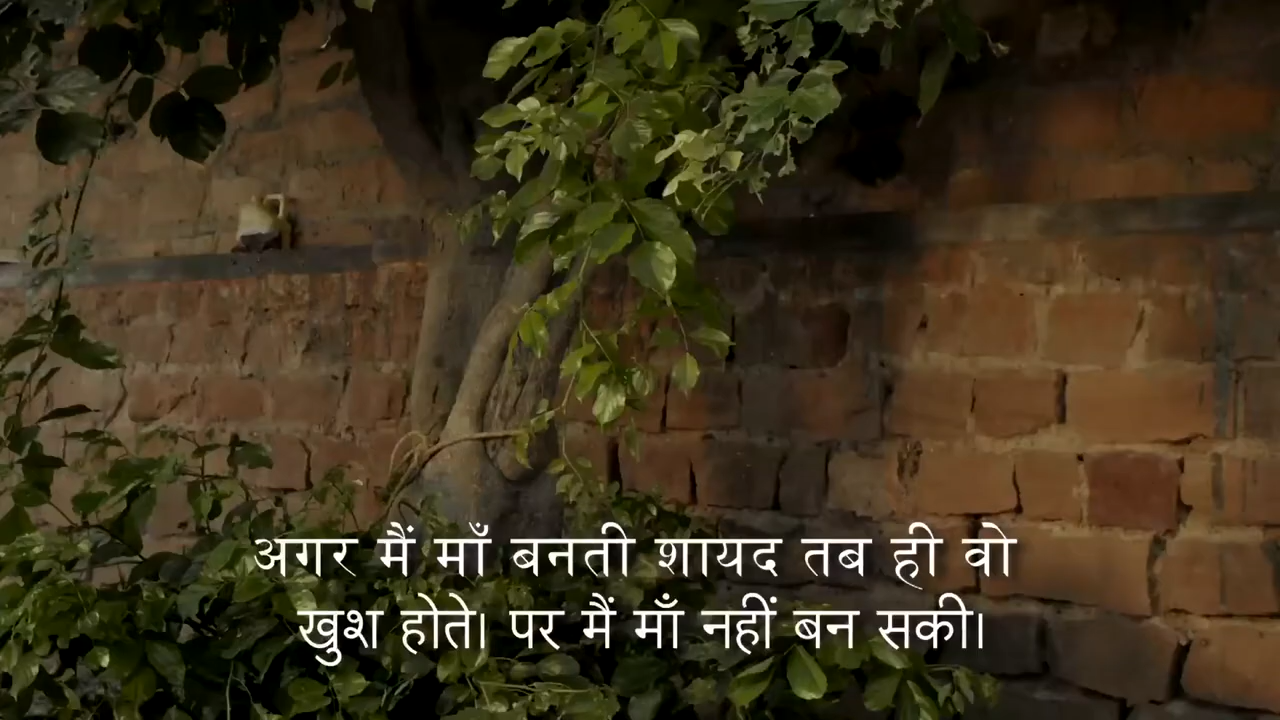 अगर मैं माँ बनती शायद तब ही वो
खुश होते। पर मैं माँ नहीं बन सकी।